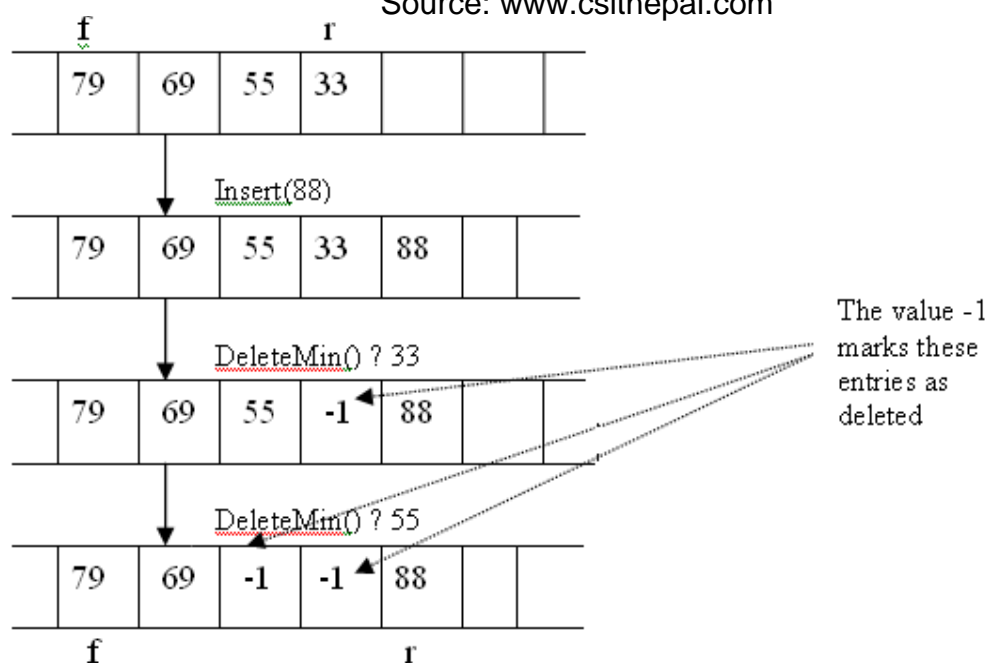 Source: www.csitnepal.com
f r
79 69 55 33
Insert(88)
79 69 55 33 88
DeleteMin() ? 33
79 69 55 -1 88
The value -1
marks these
entries as
deleted
DeleteMin() ? 55
79 69 -1 -1 88
f r